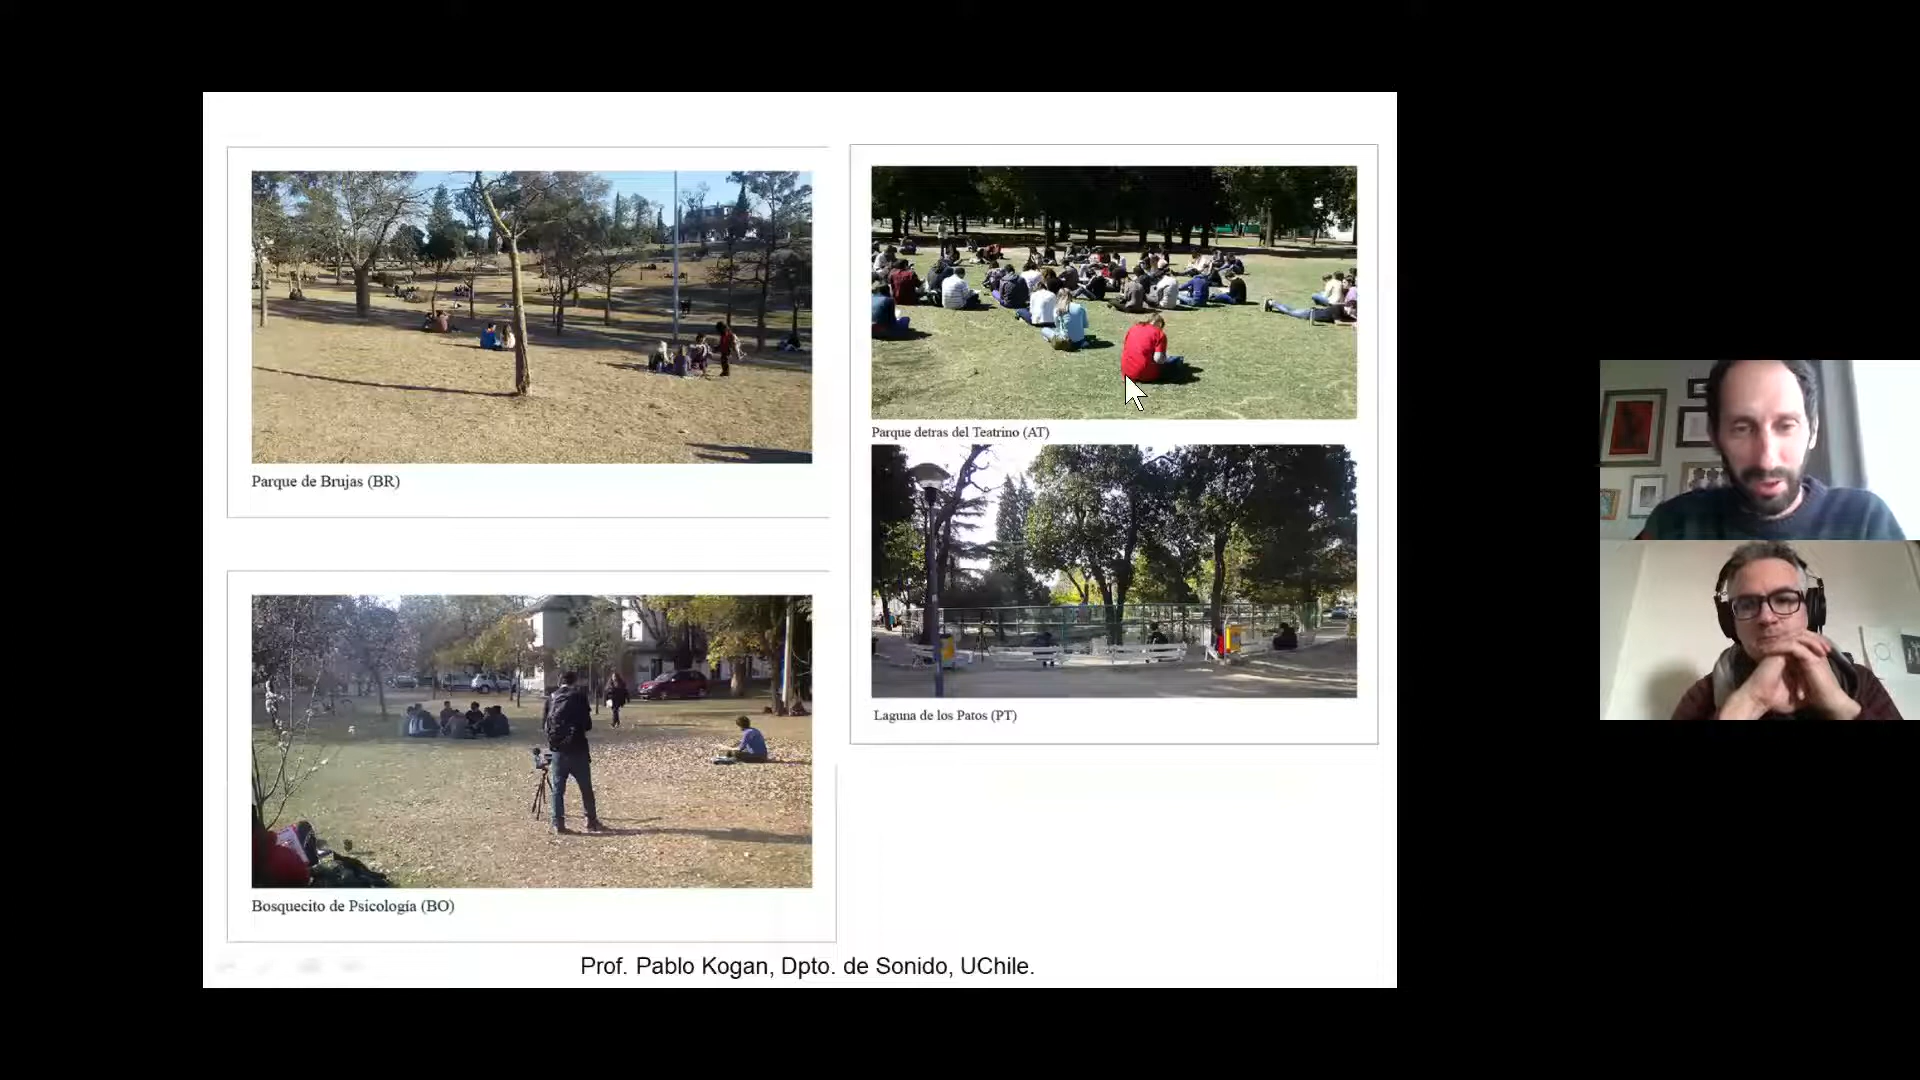 Parque de Brujas (BR)
Parque detras del Teatrino (AT)
Laguna de los Patos (PT)
Bosquecito de Psicología (BO)
Prof. Pablo Kogan, Dpto. de Sonido, UChile.